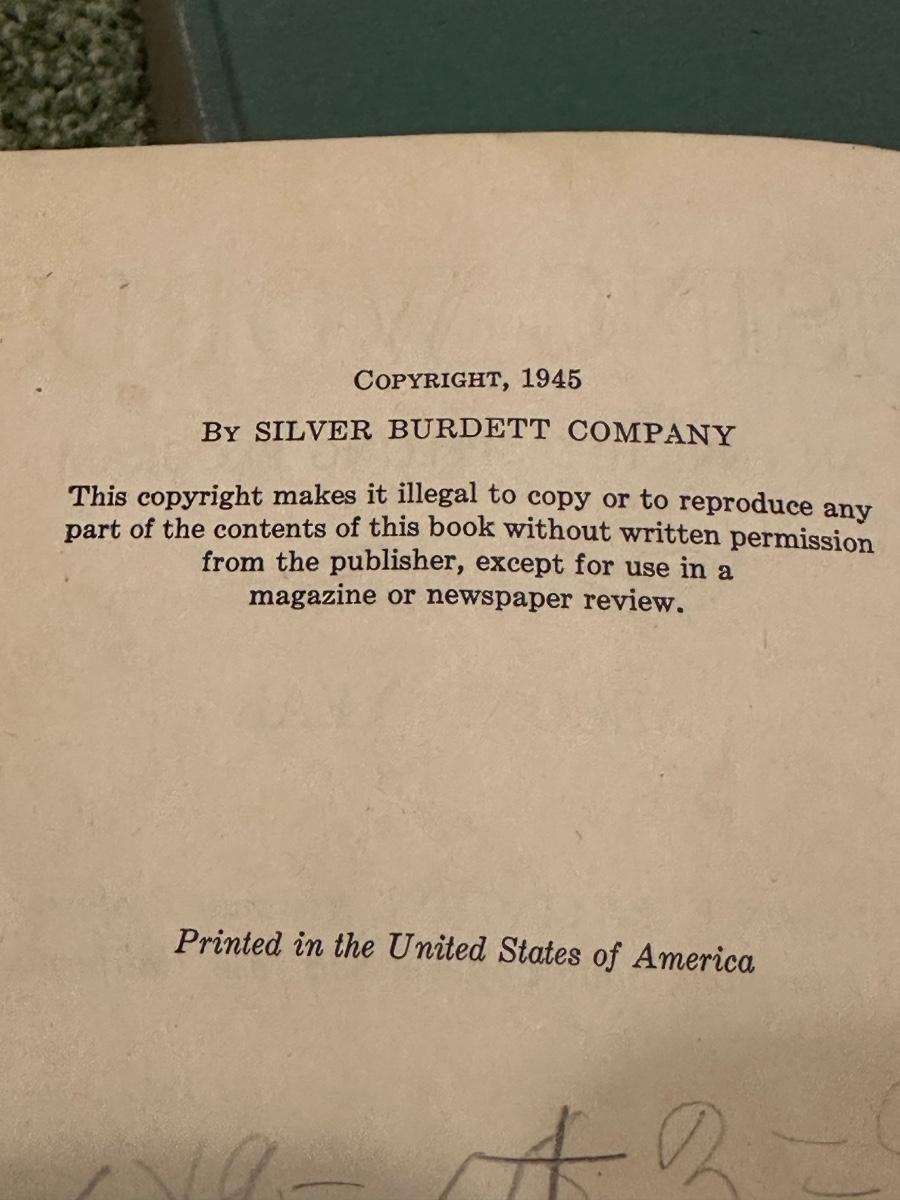 COPYRIGHT, 1945
By SILVER BURDETT COMPANY
This copyright makes it illegal to copy or to reproduce any
part of the contents of this book without written permission
from the publisher, except for use in a
magazine or newspaper review.
Printed in the United States of America